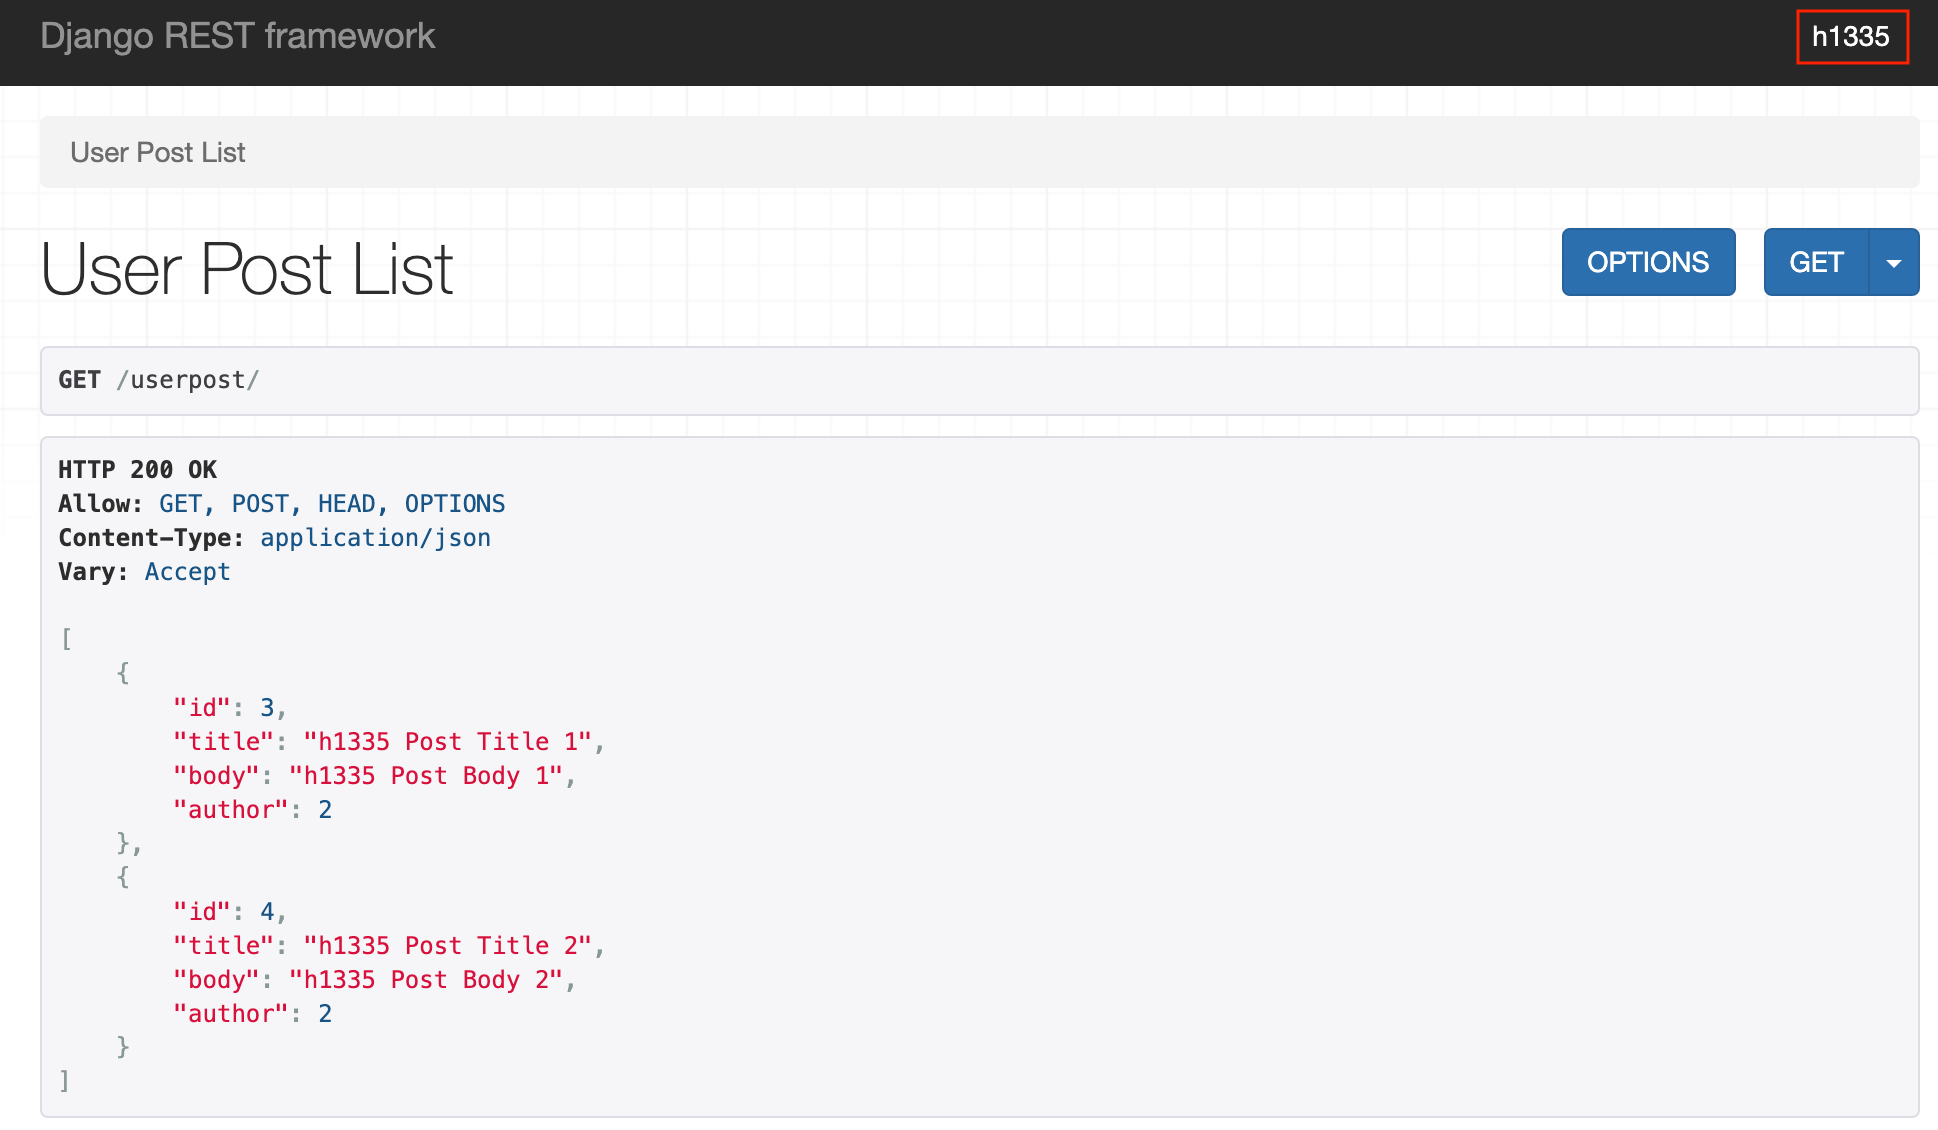 Django REST framework
h1335
User Post List
User Post List
OPTIONS
GET
GET /userpost/
HTTP 200 OK
Allow: GET, POST, HEAD, OPTIONS
Content-Type: application/json
Vary: Accept
[
    {
        "id": 3,
        "title": "h1335 Post Title 1",
        "body": "h1335 Post Body 1",
        "author": 2
    },
    {
        "id": 4,
        "title": "h1335 Post Title 2",
        "body": "h1335 Post Body 2",
        "author": 2
    }
]